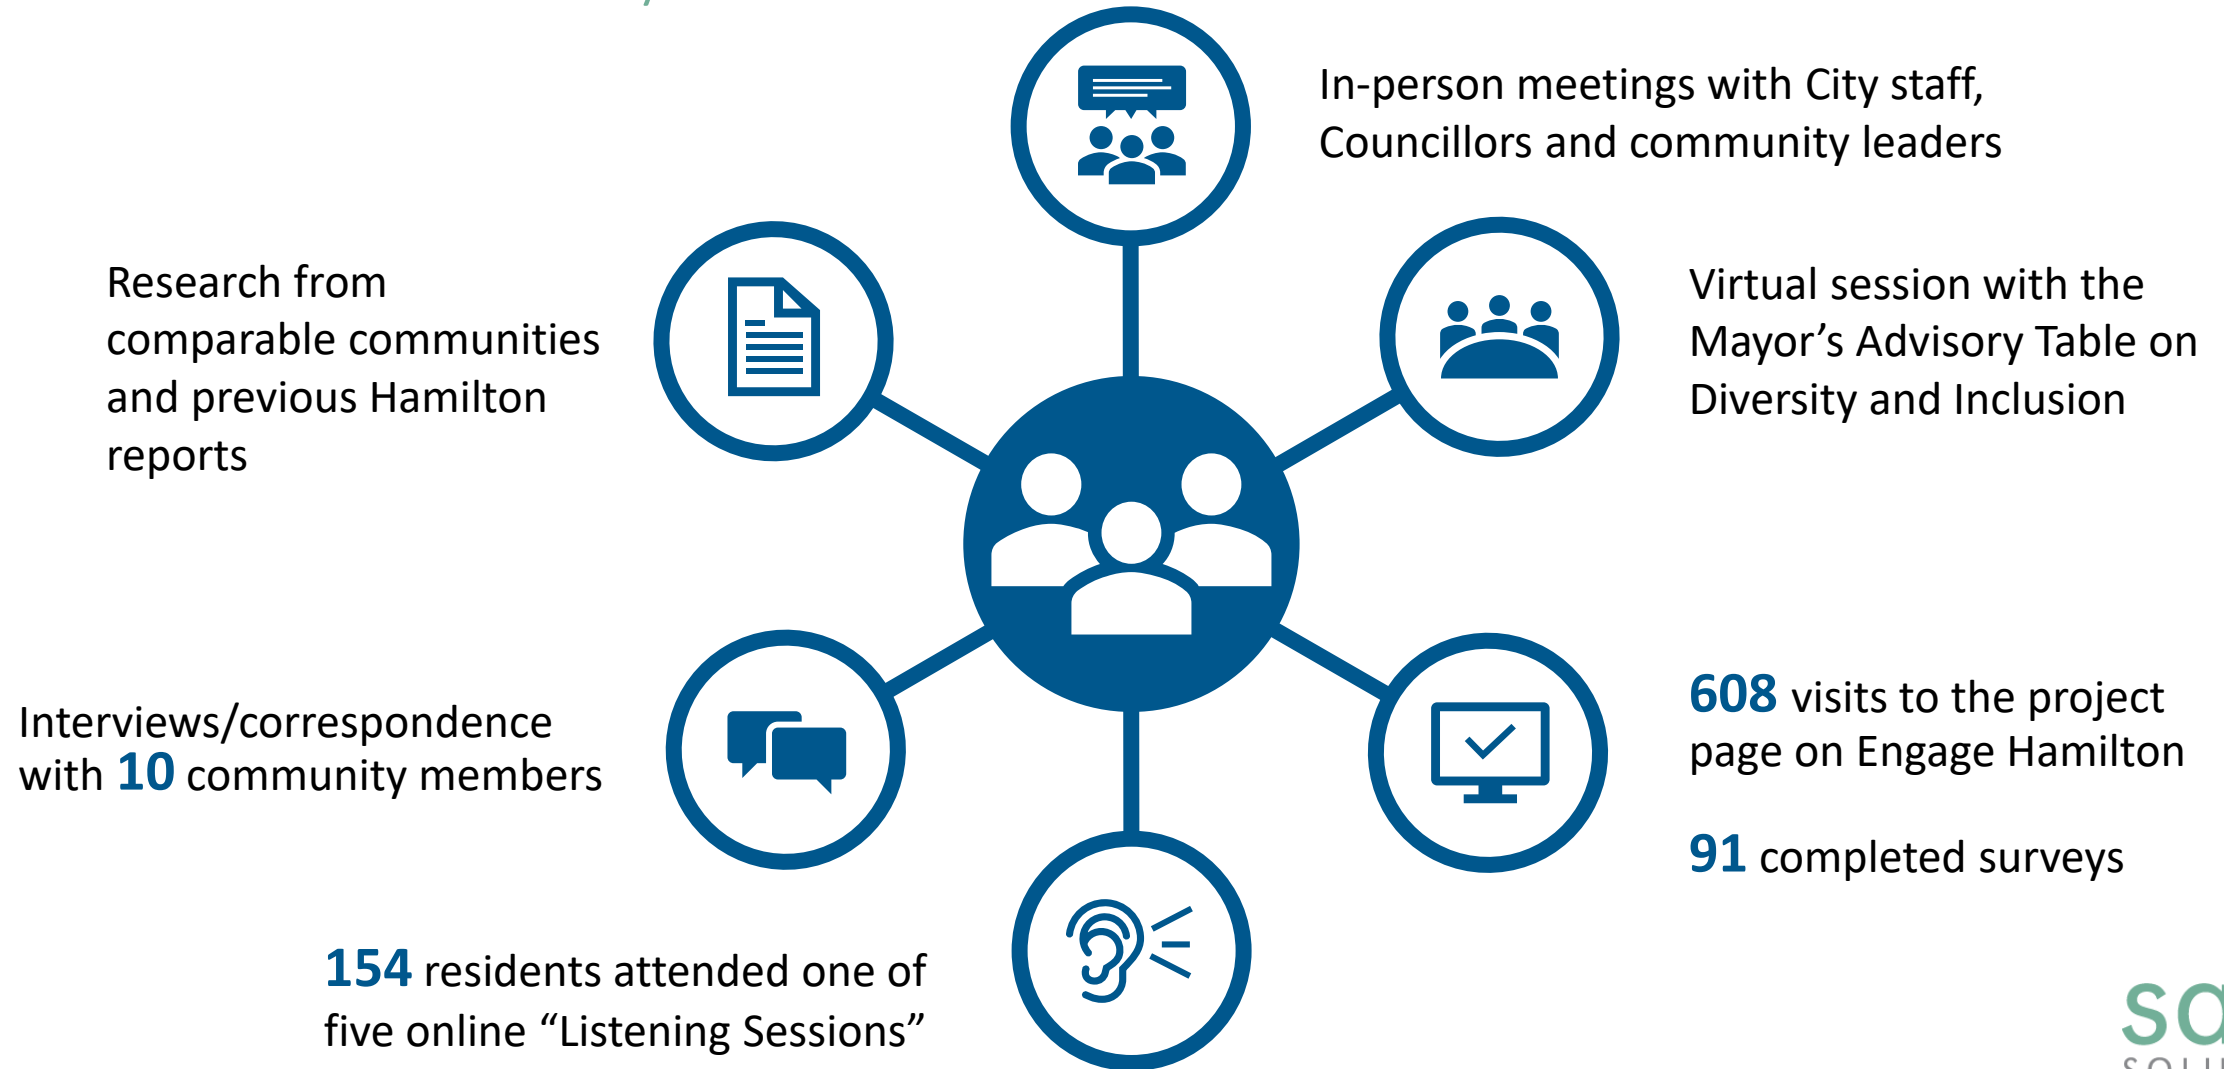 In-person meetings with City staff,
Councillors and community leaders
Virtual session with the
Mayor’s Advisory Table on
Diversity and Inclusion
608 visits to the project
page on Engage Hamilton
91 completed surveys
154 residents attended one of
five online “Listening Sessions”
Interviews/correspondence
with 10 community members
Research from
comparable communities
and previous Hamilton
reports